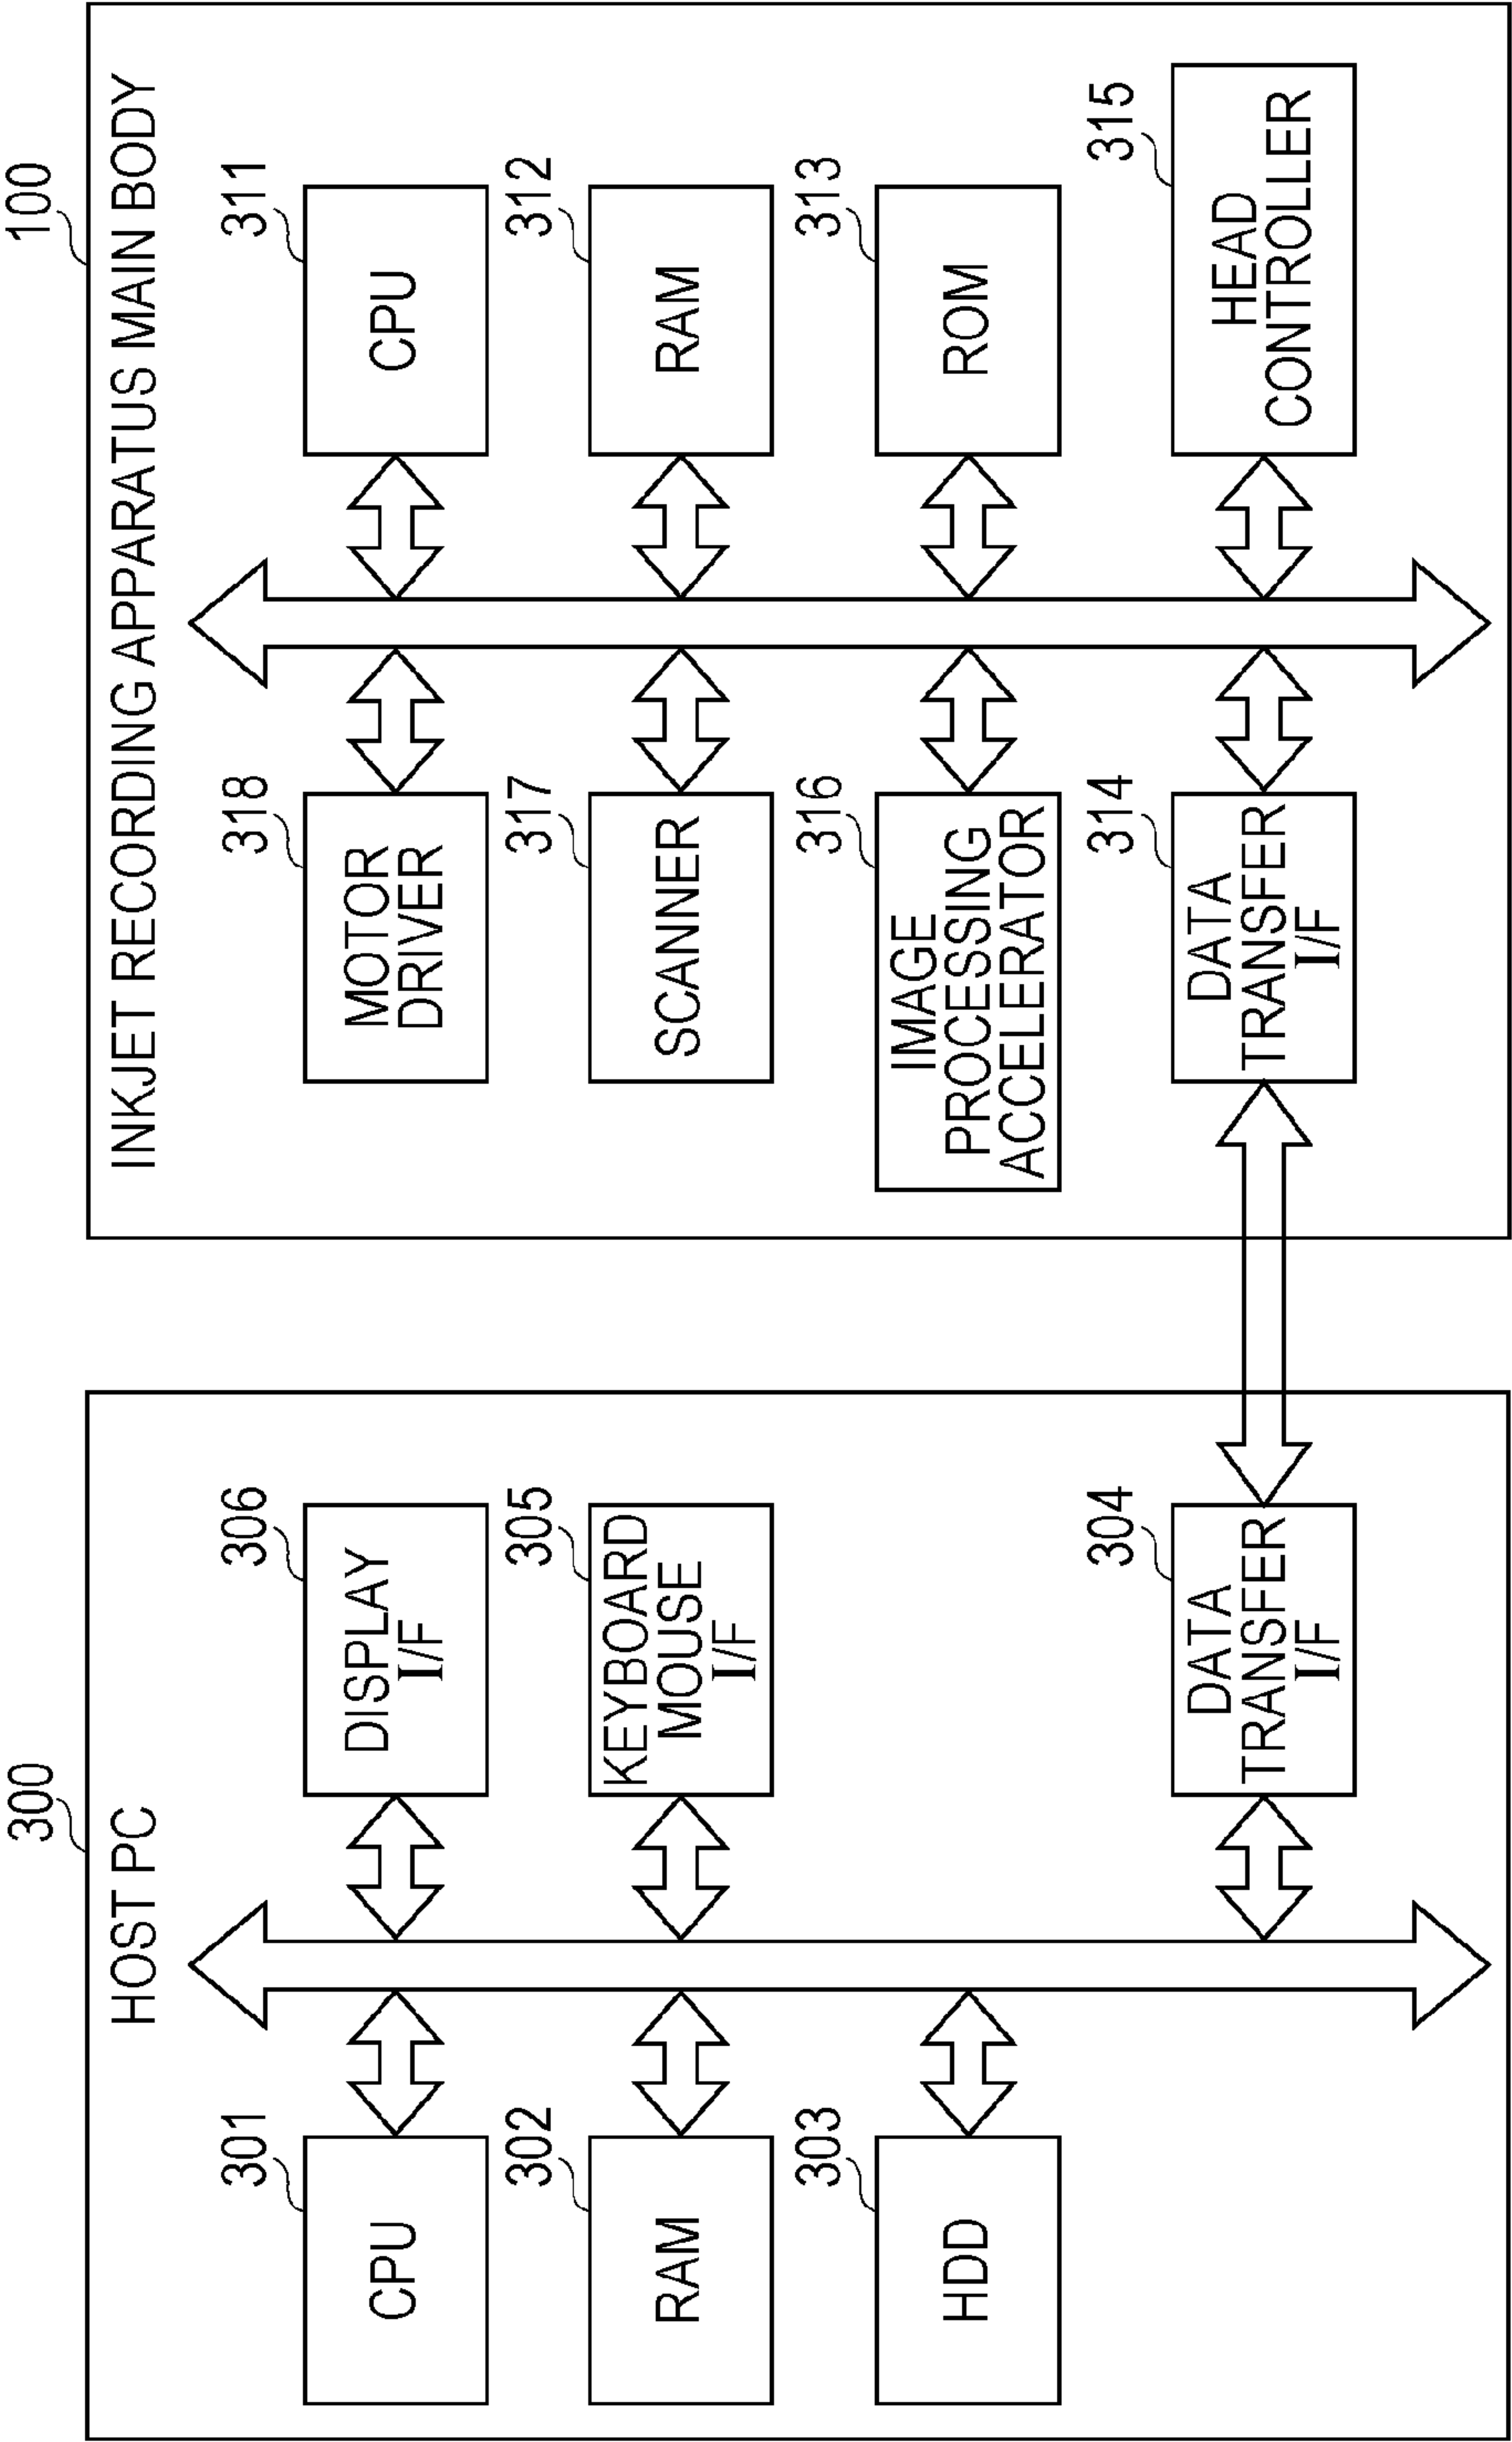 300
HOST PC
301
CPU
302
RAM
303
HDD
306
DISPLAY
I/F
305
KEYBOARD
MOUSE
I/F
304
DATA
TRANSFER
I/F
100
INKJET RECORDING APPARATUS MAIN BODY
318
MOTOR
DRIVER
317
SCANNER
316
IMAGE
PROCESSING
ACCELERATOR
314
DATA
TRANSFER
I/F
311
CPU
312
RAM
313
ROM
315
HEAD
CONTROLLER